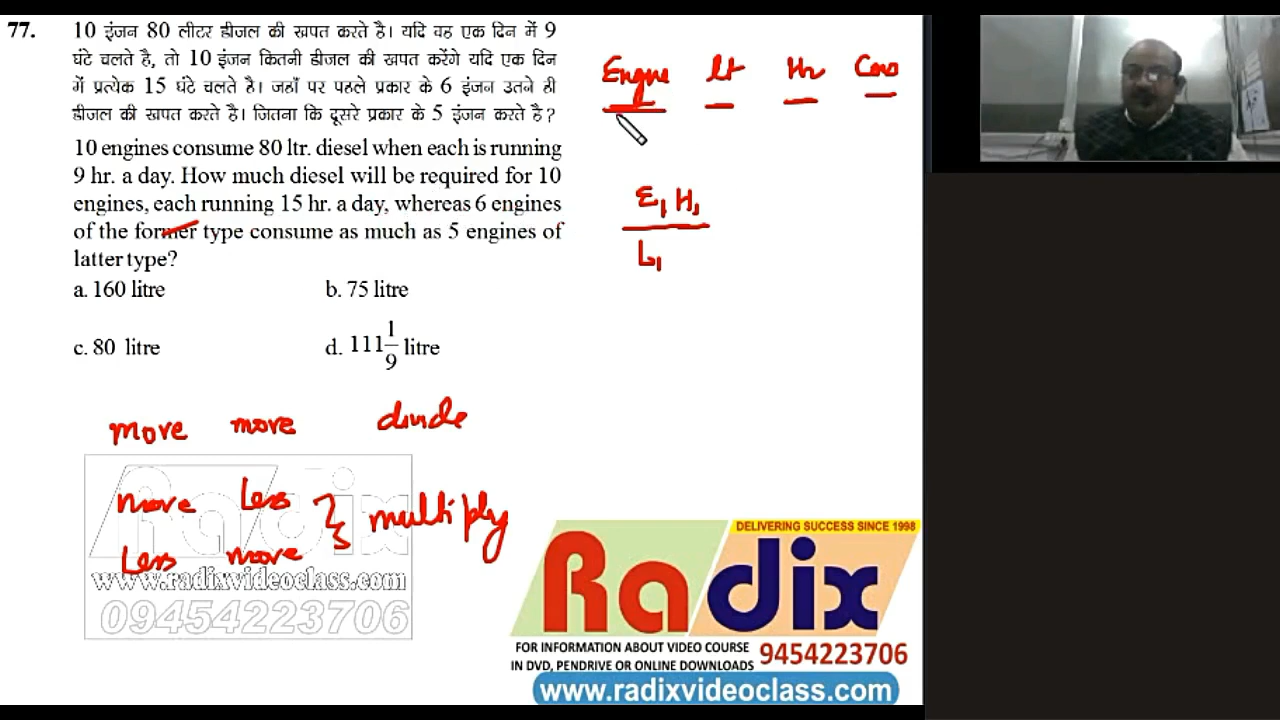 77. 10 इंजन 80 लीटर डीजल की खपत करते है। यदि वह एक दिन में 9
घंटे चलते है, तो 10 इंजन कितनी डीजल की खपत करेंगे यदि एक दिन
में प्रत्येक 15 घंटे चलते है। जहाँ पर पहले प्रकार के 6 इंजन उतने ही
डीजल की खपत करते है। जितना कि दूसरे प्रकार के 5 इंजन करते है?
10 engines consume 80 ltr. diesel when each is running
9 hr. a day. How much diesel will be required for 10
engines, each running 15 hr. a day, whereas 6 engines
of the former type consume as much as 5 engines of
latter type?
a. 160 litre b. 75 litre
c. 80 litre d. 111 1/9 litre
Engine lt Hr Cons
E₁ H₁
L₁
more more divide
more Less
multiply
Less more
Radix
www.radixvideoclass.com
09454223706
DELIVERING SUCCESS SINCE 1998
Radix
FOR INFORMATION ABOUT VIDEO COURSE
IN DVD, PENDRIVE OR ONLINE DOWNLOADS 9454223706
www.radixvideoclass.com